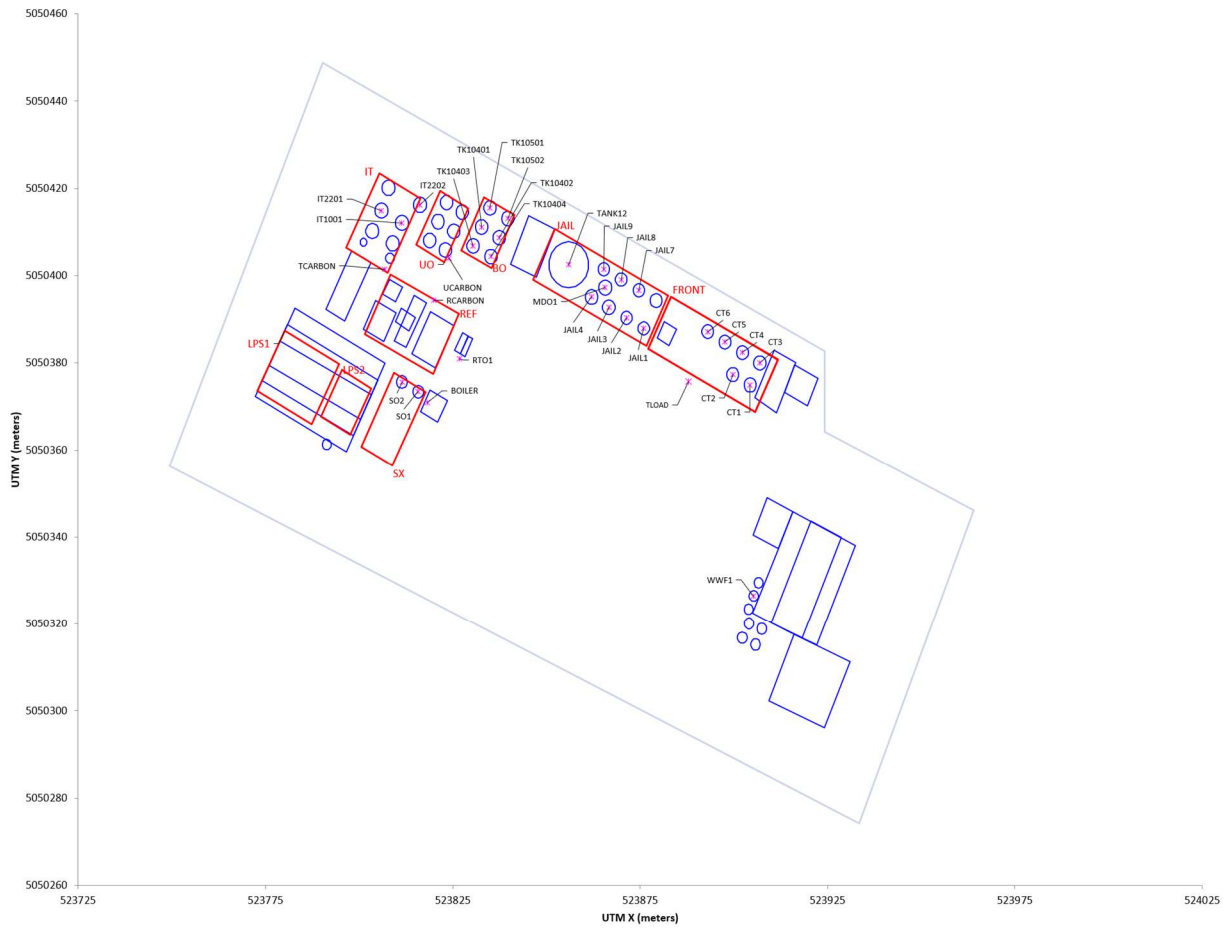 5050460
5050440
5050420
5050400
5050380
5050360
5050340
5050320
5050300
5050280
5050260
UTM Y (meters)
523725
523775
523825
523875
523925
523975
524025
UTM X (meters)
TK10501
TK10401
TK10502
TK10403
IT
IT2202
TK10402
IT2201
TK10404
IT1001
TANK12
JAIL
JAIL9
JAIL8
TCARBON
UO
BO
JAIL7
UCARBON
FRONT
RCARBON
MDO1
REF
CT6
JAIL4
CT5
JAIL3
CT4
LPS1
JAIL2
CT3
JAIL1
RTO1
LPS2
TLOAD
CT2
BOILER
SO2
CT1
SO1
SX
WWF1